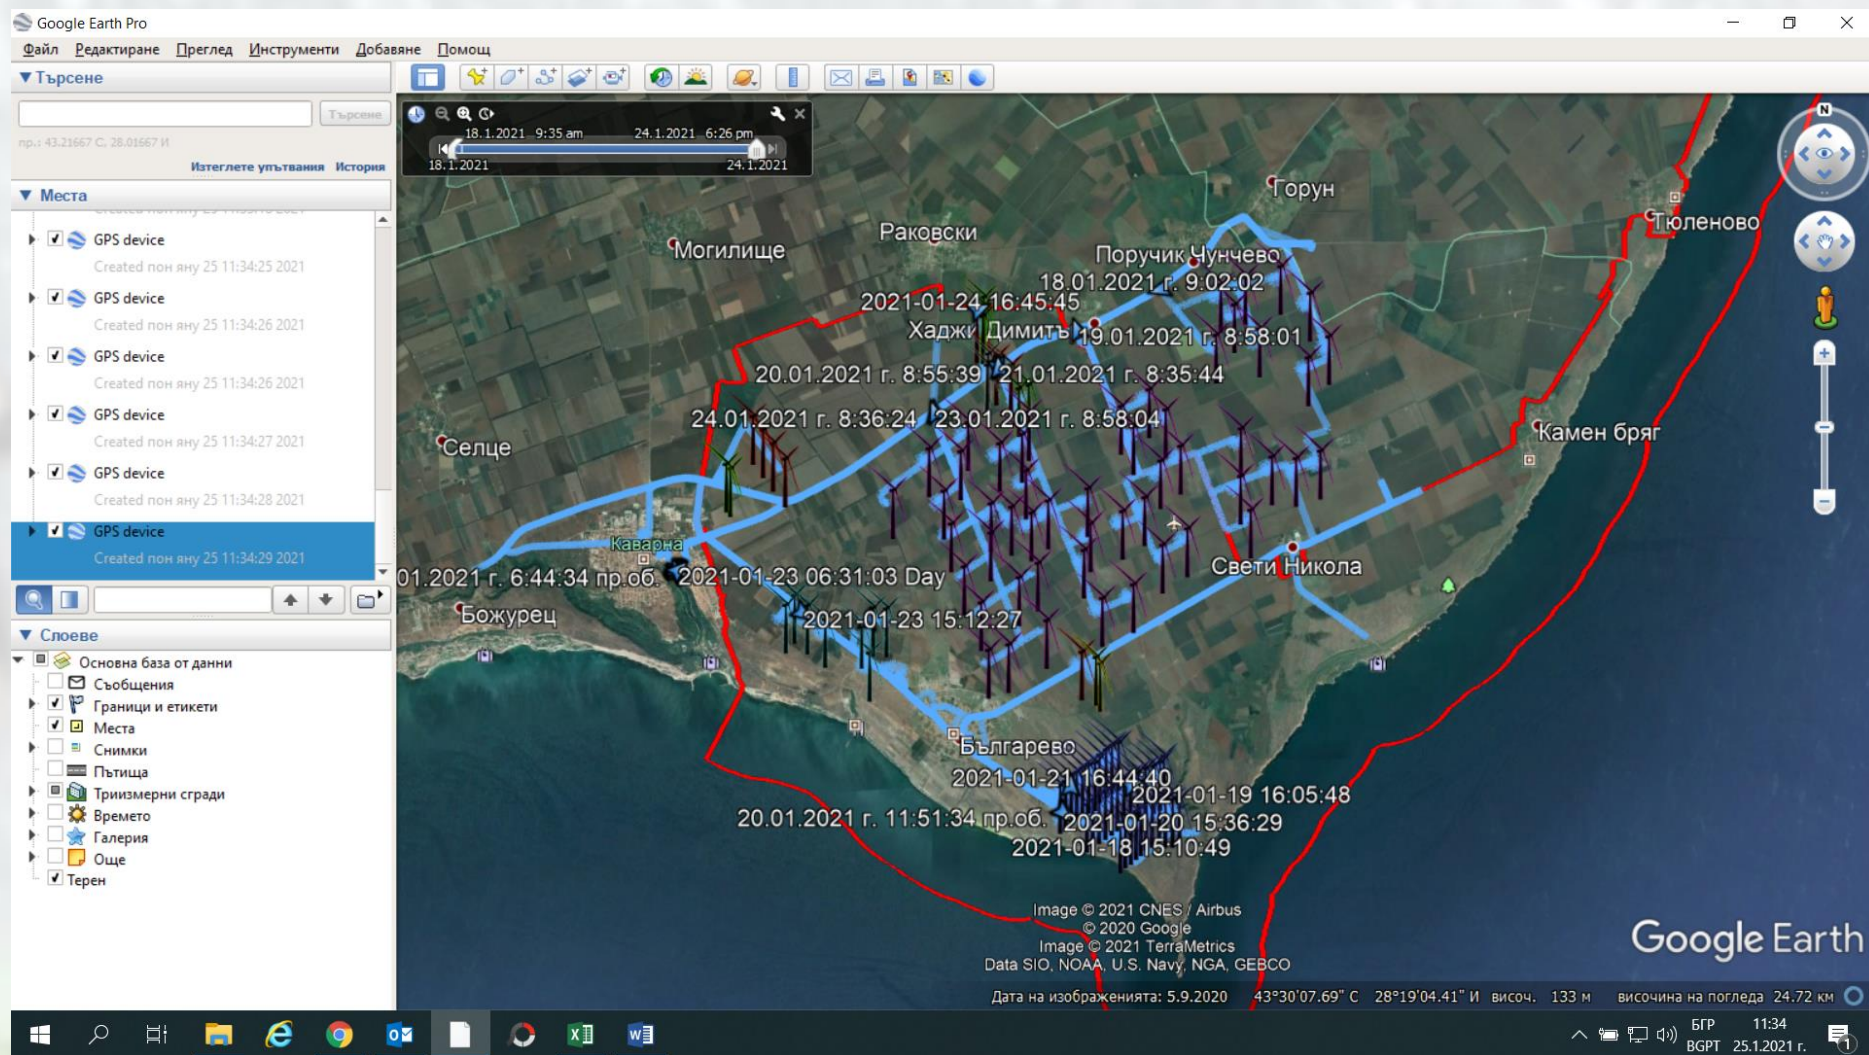 Google Earth Pro
Файл Редактиране Преглед Инструменти Добавяне Помощ
Търсене
Търсене
пр.: 43.21667 С, 28.01667 И
Изтеглете упътвания История
Места
GPS device
Created пон яну 25 11:34:25 2021
GPS device
Created пон яну 25 11:34:26 2021
GPS device
Created пон яну 25 11:34:26 2021
GPS device
Created пон яну 25 11:34:27 2021
GPS device
Created пон яну 25 11:34:28 2021
GPS device
Created пон яну 25 11:34:29 2021
Слоеве
Основна база от данни
Съобщения
Граници и етикети
Места
Снимки
Пътища
Триизмерни сгради
Времето
Галерия
Още
Терен
18.1.2021 9:35 am 24.1.2021 6:26 pm
18.1.2021 24.1.2021
N
Горун
Тюленово
Раковски
Могилище
Поручик Чунчево
18.01.2021 г. 9:02:02
2021-01-24 16:45:45
Хаджи Димитъ
19.01.2021 г. 8:58:01
20.01.2021 г. 8:55:39 21.01.2021 г. 8:35:44
24.01.2021 г. 8:36:24 23.01.2021 г. 8:58:04
Селце
Камен бряг
Каварна
Свети Никола
01.2021 г. 6:44:34 пр.об. 2021-01-23 06:31:03 Day
Божурец
2021-01-23 15:12:27
Българево
2021-01-21 16:44:40
2021-01-19 16:05:48
20.01.2021 г. 11:51:34 пр.об. 2021-01-20 15:36:29
2021-01-18 15:10:49
Image © 2021 CNES / Airbus
© 2020 Google
Image © 2021 TerraMetrics
Data SIO, NOAA, U.S. Navy, NGA, GEBCO
Google Earth
Дата на изображенията: 5.9.2020 43°30'07.69" С 28°19'04.41" И височ. 133 м височина на погледа 24.72 км
БГР 11:34
BGPT 25.1.2021 г.
1